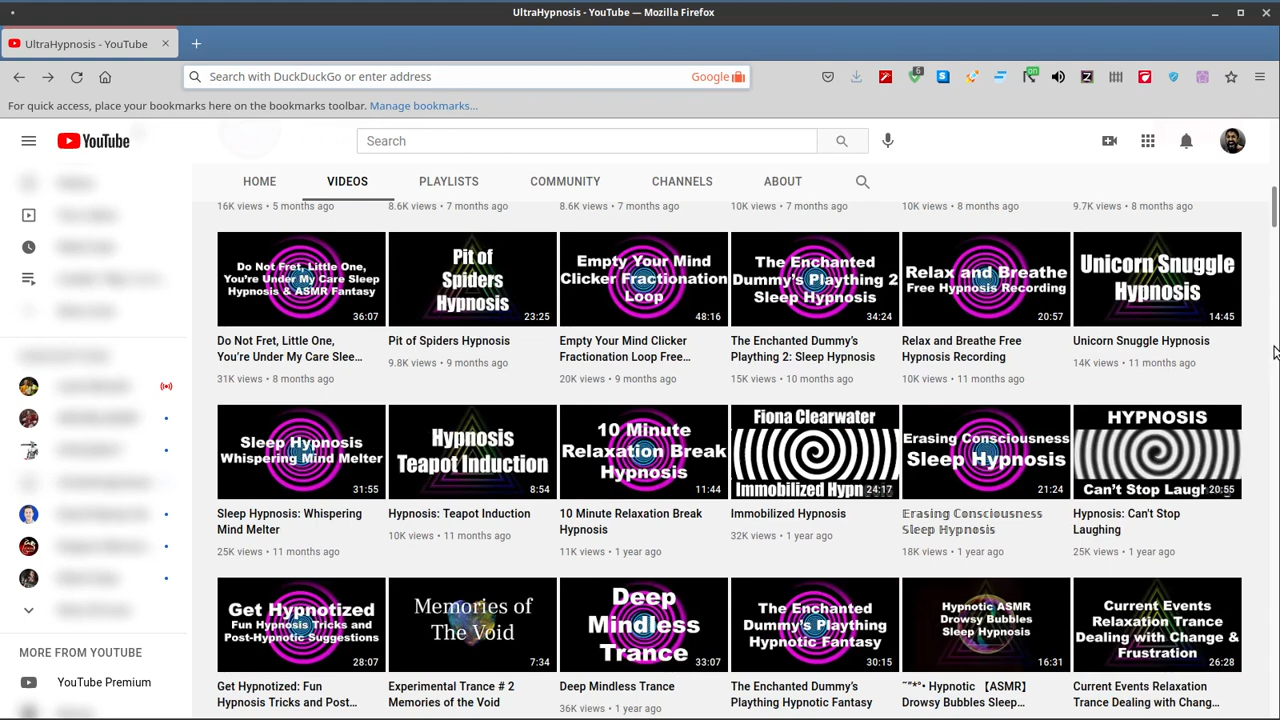 UltraHypnosis - YouTube — Mozilla Firefox
UltraHypnosis - YouTube
Search with DuckDuckGo or enter address
Google
6
on
For quick access, place your bookmarks here on the bookmarks toolbar. Manage bookmarks...
YouTube
Search
HOME
VIDEOS
PLAYLISTS
COMMUNITY
CHANNELS
ABOUT
16K views • 5 months ago
8.6K views • 7 months ago
8.6K views • 7 months ago
10K views • 7 months ago
10K views • 8 months ago
9.7K views • 8 months ago
Do Not Fret, Little One,
You're Under My Care Sleep
Hypnosis & ASMR Fantasy
36:07
Pit of
Spiders
Hypnosis
23:25
Empty Your Mind
Clicker Fractionation
Loop
48:16
The Enchanted
Dummy's Plaything 2
Sleep Hypnosis
34:24
Relax and Breathe
Free Hypnosis Recording
20:57
Unicorn Snuggle
Hypnosis
14:45
Do Not Fret, Little One,
You're Under My Care Slee...
31K views • 8 months ago
Pit of Spiders Hypnosis
9.8K views • 9 months ago
Empty Your Mind Clicker
Fractionation Loop Free...
20K views • 9 months ago
The Enchanted Dummy's
Plaything 2: Sleep Hypnosis
15K views • 10 months ago
Relax and Breathe Free
Hypnosis Recording
10K views • 11 months ago
Unicorn Snuggle Hypnosis
14K views • 11 months ago
Sleep Hypnosis
Whispering Mind Melter
31:55
Hypnosis
Teapot Induction
8:54
10 Minute
Relaxation Break
Hypnosis
11:44
Fiona Clearwater
Immobilized Hypn
24:17
Erasing Consciousness
Sleep Hypnosis
21:24
HYPNOSIS
Can't Stop Laugh
20:55
Sleep Hypnosis: Whispering
Mind Melter
25K views • 11 months ago
Hypnosis: Teapot Induction
10K views • 11 months ago
10 Minute Relaxation Break
Hypnosis
11K views • 1 year ago
Immobilized Hypnosis
32K views • 1 year ago
𝔼rasing ℂonsciousness
𝕊leep ℍypnosis
18K views • 1 year ago
Hypnosis: Can't Stop
Laughing
25K views • 1 year ago
Get Hypnotized
Fun Hypnosis Tricks and
Post-Hypnotic Suggestions
28:07
Memories of
The Void
7:34
Deep
Mindless
Trance
33:07
The Enchanted
Dummy's Plaything
Hypnotic Fantasy
30:15
Hypnotic ASMR
Drowsy Bubbles
Sleep Hypnosis
16:31
Current Events
Relaxation Trance
Dealing with Change &
Frustration
26:28
Get Hypnotized: Fun
Hypnosis Tricks and Post...
Experimental Trance # 2
Memories of the Void
Deep Mindless Trance
36K views • 1 year ago
The Enchanted Dummy's
Plaything Hypnotic Fantasy
˜"*°• Hypnotic 【ASMR】
Drowsy Bubbles Sleep...
Current Events Relaxation
Trance Dealing with Chang...
MORE FROM YOUTUBE
YouTube Premium